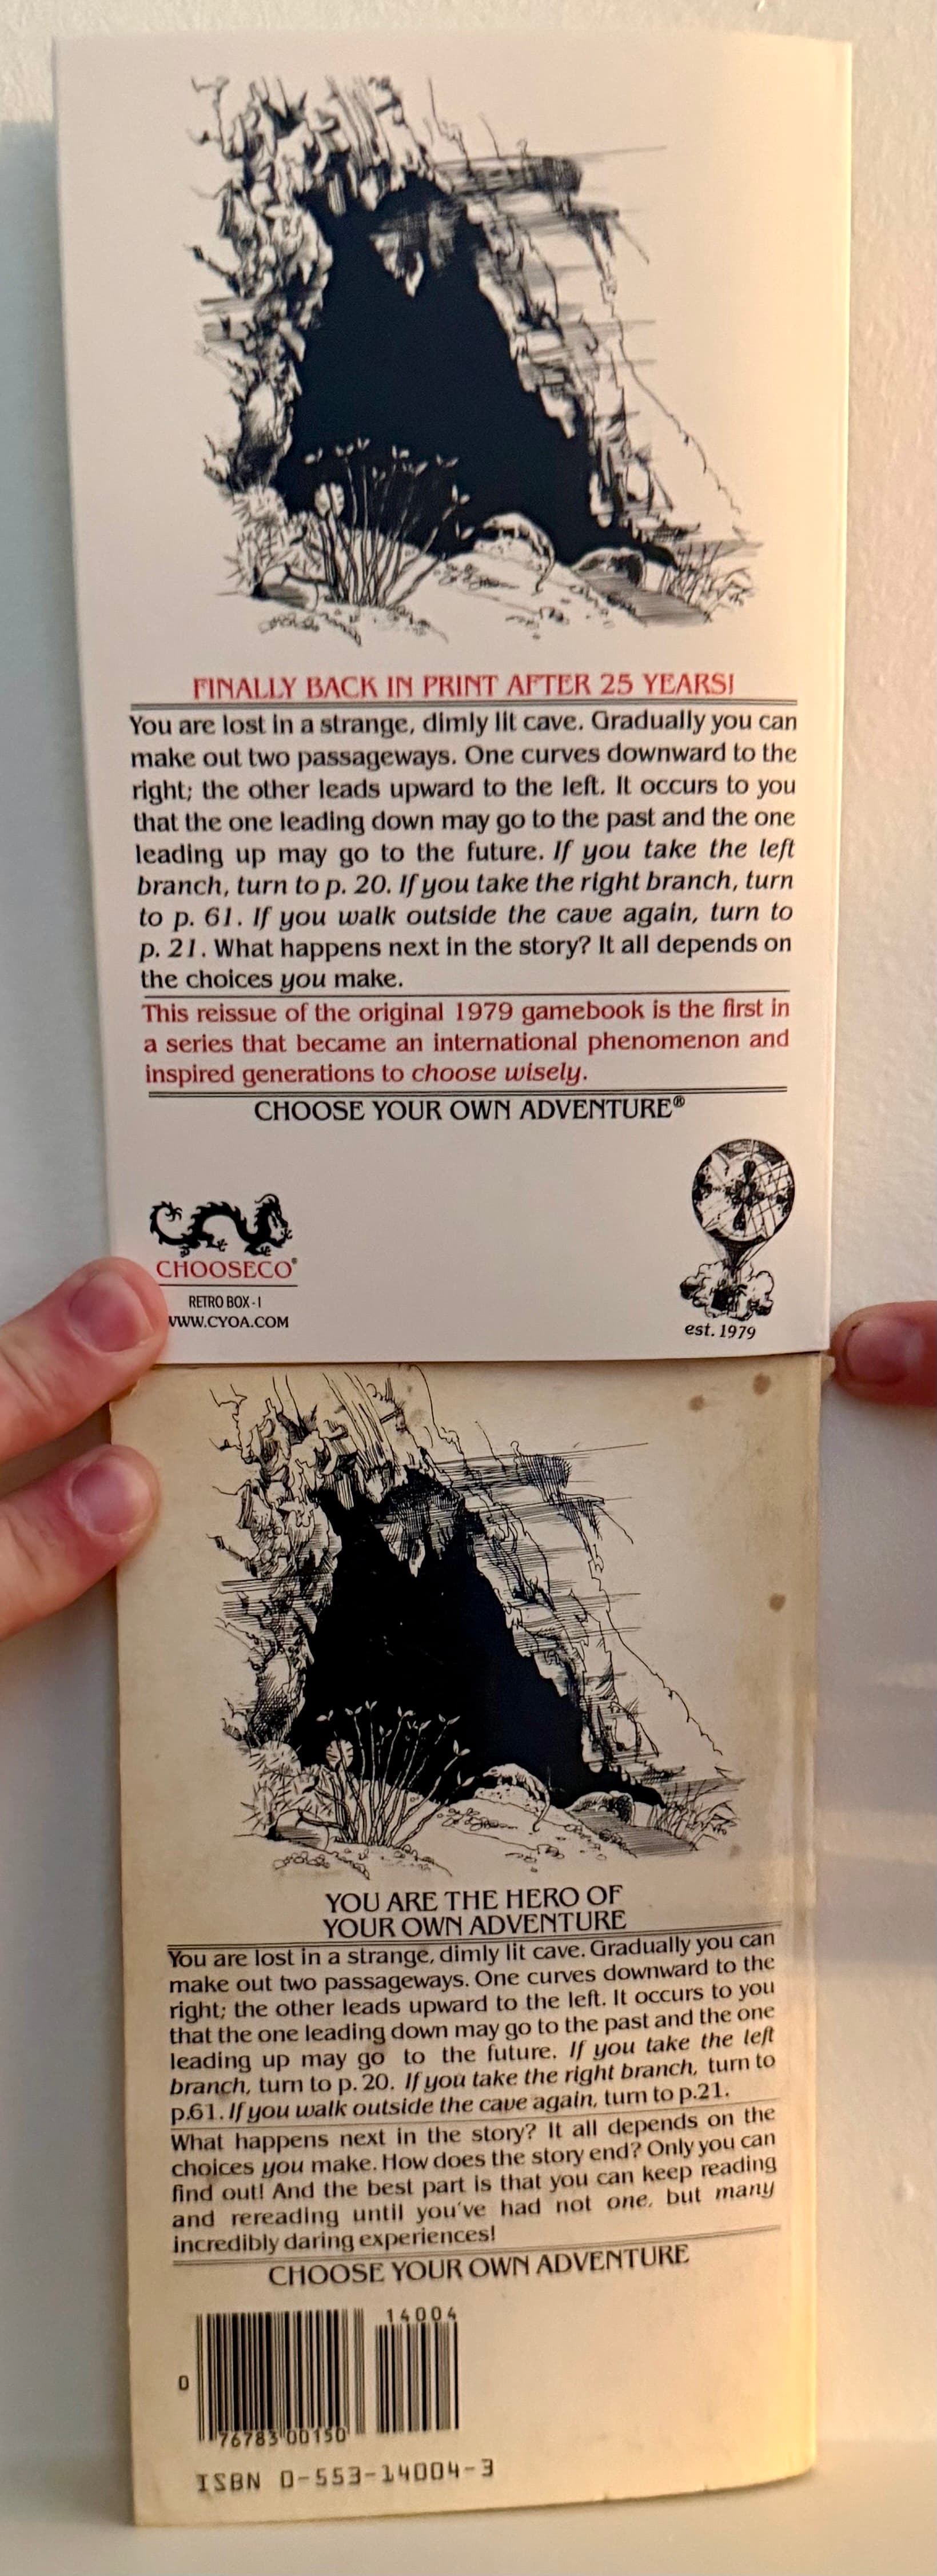 FINALLY BACK IN PRINT AFTER 25 YEARS!
You are lost in a strange, dimly lit cave. Gradually you can
make out two passageways. One curves downward to the
right; the other leads upward to the left. It occurs to you
that the one leading down may go to the past and the one
leading up may go to the future. If you take the left
branch, turn to p. 20. If you take the right branch, turn
to p. 61. If you walk outside the cave again, turn to
p. 21. What happens next in the story? It all depends on
the choices you make.
This reissue of the original 1979 gamebook is the first in
a series that became an international phenomenon and
inspired generations to choose wisely.
CHOOSE YOUR OWN ADVENTURE®
CHOOSECO®
RETRO BOX - 1
WWW.CYOA.COM
est. 1979
YOU ARE THE HERO OF
YOUR OWN ADVENTURE
You are lost in a strange, dimly lit cave. Gradually you can
make out two passageways. One curves downward to the
right; the other leads upward to the left. It occurs to you
that the one leading down may go to the past and the one
leading up may go to the future. If you take the left
branch, turn to p. 20. If you take the right branch, turn to
p.61. If you walk outside the cave again, turn to p.21.
What happens next in the story? It all depends on the
choices you make. How does the story end? Only you can
find out! And the best part is that you can keep reading
and rereading until you've had not one, but many
incredibly daring experiences!
CHOOSE YOUR OWN ADVENTURE
14004
0
76783 00150
ISBN 0-553-14004-3